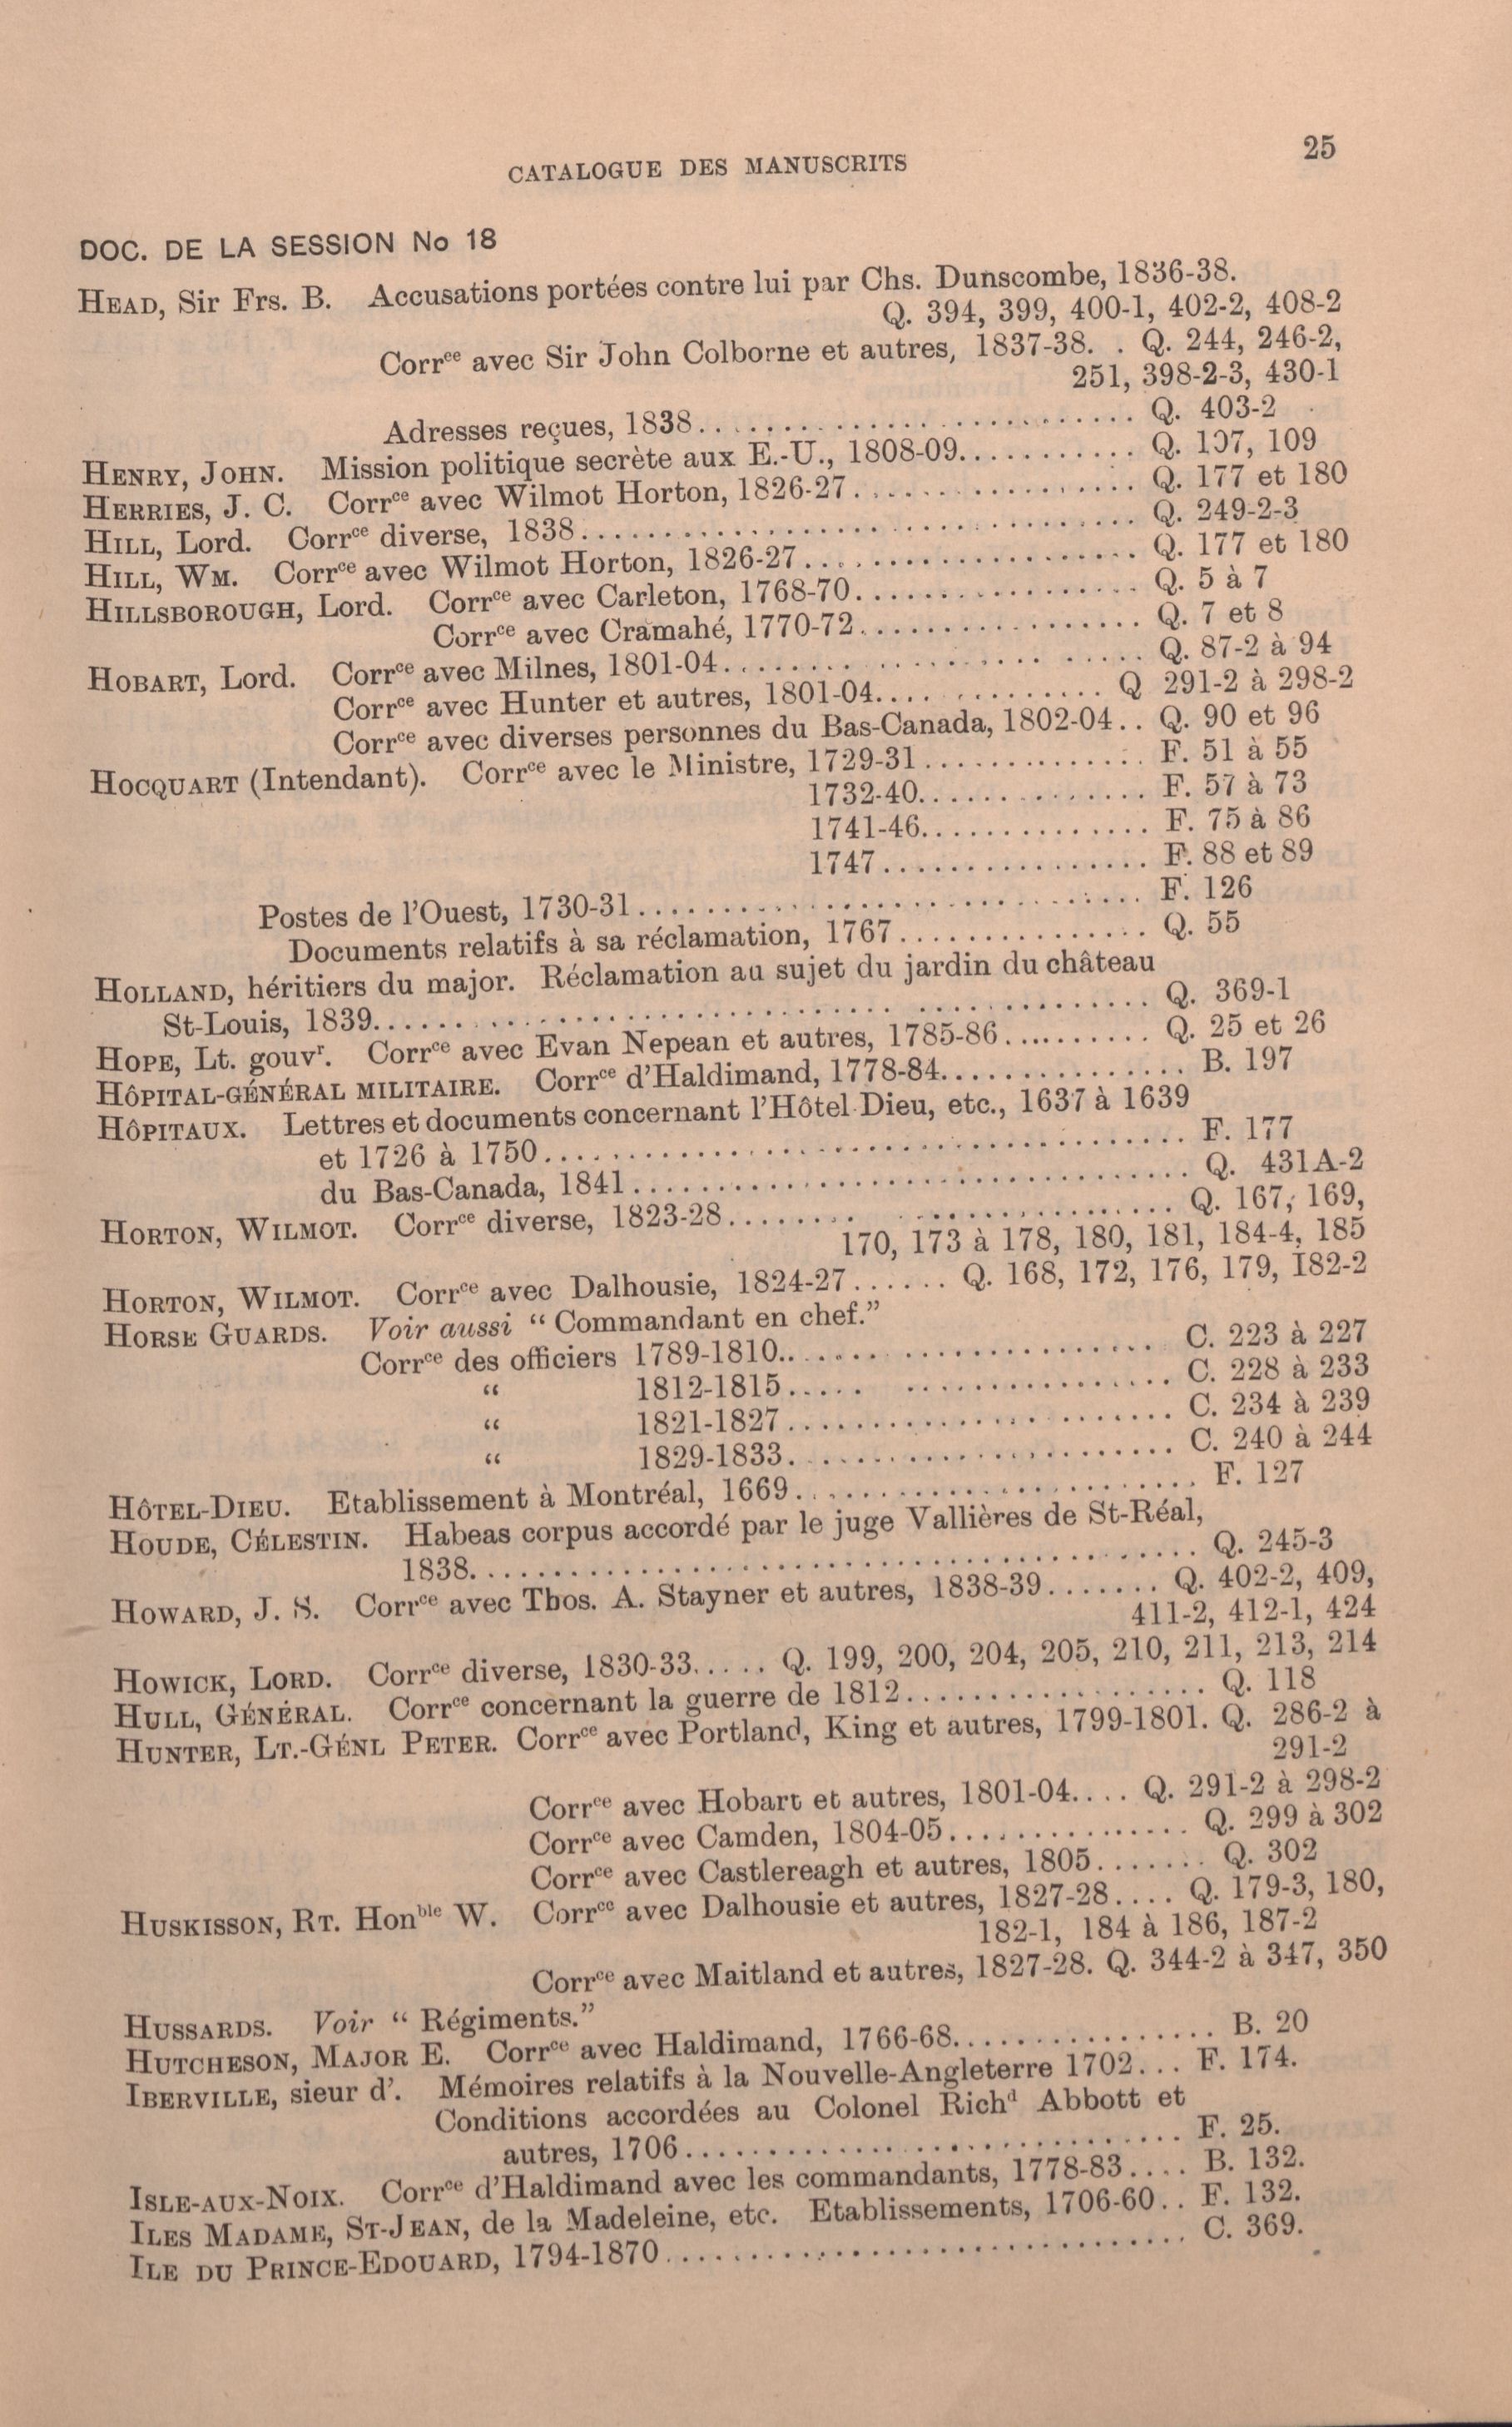 CATALOGUE DES MANUSCRITS 25
DOC. DE LA SESSION No 18
HEAD, Sir Frs. B. Accusations portées contre lui par Chs. Dunscombe, 1836-38.
Q. 394, 399, 400-1, 402-2, 408-2
Corrce avec Sir John Colborne et autres, 1837-38. . Q. 244, 246-2,
251, 398-2-3, 430-1
Adresses reçues, 1838........................ Q. 403-2
HENRY, JOHN. Mission politique secrète aux E.-U., 1808-09........... Q. 107, 109
HERRIES, J. C. Corrce avec Wilmot Horton, 1826-27................. Q. 177 et 180
HILL, Lord. Corrce diverse, 1838................................ Q. 249-2-3
HILL, WM. Corrce avec Wilmot Horton, 1826-27.................... Q. 177 et 180
HILLSBOROUGH, Lord. Corrce avec Carleton, 1768-70................. Q. 5 à 7
Corrce avec Cramahé, 1770-72................. Q. 7 et 8
HOBART, Lord. Corrce avec Milnes, 1801-04........................ Q. 87-2 à 94
Corrce avec Hunter et autres, 1801-04............... Q 291-2 à 298-2
Corrce avec diverses personnes du Bas-Canada, 1802-04.. Q. 90 et 96
HOCQUART (Intendant). Corrce avec le Ministre, 1729-31............. F. 51 à 55
1732-40.............. F. 57 à 73
1741-46.............. F. 75 à 86
1747................ F. 88 et 89
Postes de l'Ouest, 1730-31.............................. F. 126
Documents relatifs à sa réclamation, 1767............... Q. 55
HOLLAND, héritiers du major. Réclamation au sujet du jardin du château
St-Louis, 1839............................................. Q. 369-1
HOPE, Lt. gouvr. Corrce avec Evan Nepean et autres, 1785-86........... Q. 25 et 26
HÔPITAL-GÉNÉRAL MILITAIRE. Corrce d'Haldimand, 1778-84............... B. 197
HÔPITAUX. Lettres et documents concernant l'Hôtel-Dieu, etc., 1637 à 1639
et 1726 à 1750...................................... F. 177
du Bas-Canada, 1841................................. Q. 431A-2
HORTON, WILMOT. Corrce diverse, 1823-28........ ............... Q. 167, 169,
170, 173 à 178, 180, 181, 184-4, 185
HORTON, WILMOT. Corrce avec Dalhousie, 1824-27...... Q. 168, 172, 176, 179, 182-2
HORSE GUARDS. Voir aussi “ Commandant en chef.”
Corrce des officiers 1789-1810....................... C. 223 à 227
“ 1812-1815..... ................ C. 228 à 233
“ 1821-1827....................... C. 234 à 239
“ 1829-1833....................... C. 240 à 244
HÔTEL-DIEU. Etablissement à Montréal, 1669........................ F. 127
HOUDE, CÉLESTIN. Habeas corpus accordé par le juge Vallières de St-Réal,
1838........................................... Q. 245-3
HOWARD, J. S. Corrce avec Thos. A. Stayner et autres, 1838-39....... Q. 402-2, 409,
411-2, 412-1, 424
HOWICK, LORD. Corrce diverse, 1830-33..... Q. 199, 200, 204, 205, 210, 211, 213, 214
HULL, GÉNÉRAL. Corrce concernant la guerre de 1812.................. Q. 118
HUNTER, LT.-GÉNL PETER. Corrce avec Portland, King et autres, 1799-1801. Q. 286-2 à
291-2
Corrce avec Hobart et autres, 1801-04.... Q. 291-2 à 298-2
Corrce avec Camden, 1804-05.............. Q. 299 à 302
Corrce avec Castlereagh et autres, 1805....... Q. 302
HUSKISSON, RT. Honble W. Corrce avec Dalhousie et autres, 1827-28.... Q. 179-3, 180,
182-1, 184 à 186, 187-2
Corrce avec Maitland et autres, 1827-28. Q. 344-2 à 347, 350
HUSSARDS. Voir “ Régiments.”
HUTCHESON, MAJOR E. Corrce avec Haldimand, 1766-68................ B. 20
IBERVILLE, sieur d'. Mémoires relatifs à la Nouvelle-Angleterre 1702... F. 174.
Conditions accordées au Colonel Richd Abbott et
autres, 1706.............................. F. 25.
ISLE-AUX-NOIX. Corrce d'Haldimand avec les commandants, 1778-83.... B. 132.
ILES MADAME, ST-JEAN, de la Madeleine, etc. Etablissements, 1706-60.. F. 132.
ILE DU PRINCE-EDOUARD, 1794-1870............................... C. 369.